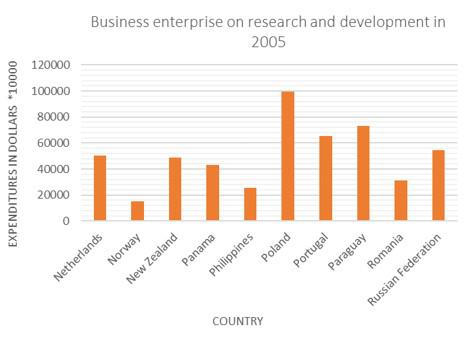 Business enterprise on research and development in
2005
EXPENDITURES IN DOLLARS *10000
120000
100000
80000
60000
40000
20000
0
Netherlands
Norway
New Zealand
Panama
Philippines
Poland
Portugal
Paraguay
Romania
Russian Federation
COUNTRY